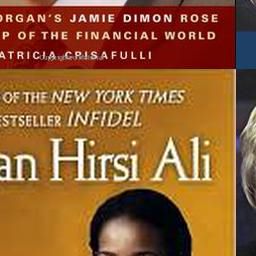 ORGAN'S JAMIE DIMON ROSE
P OF THE FINANCIAL WORLD
ATRICIA CRISAFULLI
OF THE NEW YORK TIMES
ESTSELLER INFIDEL
an Hirsi Ali